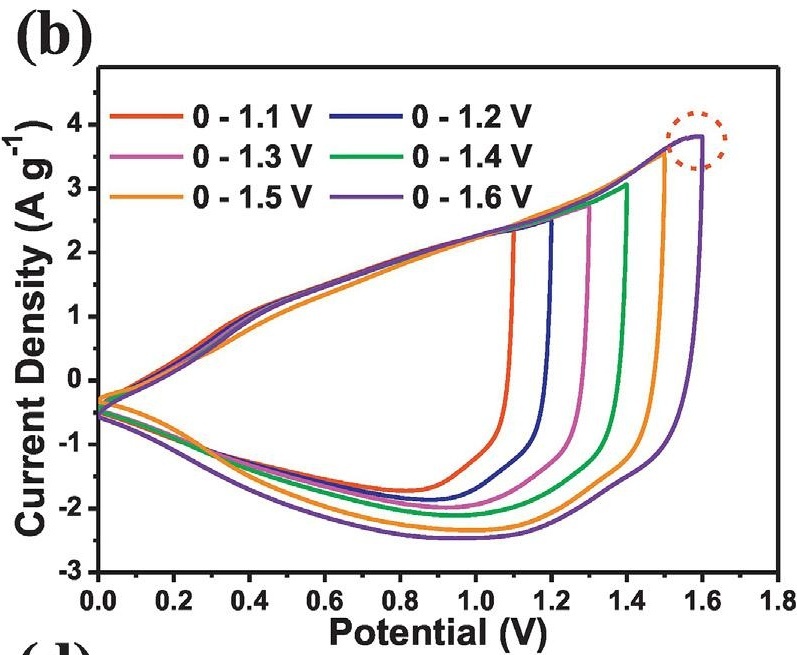 (b)
Current Density (A g⁻¹)
0 - 1.1 V 0 - 1.2 V
0 - 1.3 V 0 - 1.4 V
0 - 1.5 V 0 - 1.6 V
4
3
2
1
0
-1
-2
-3
0.0 0.2 0.4 0.6 0.8 1.0 1.2 1.4 1.6 1.8
Potential (V)
(d)